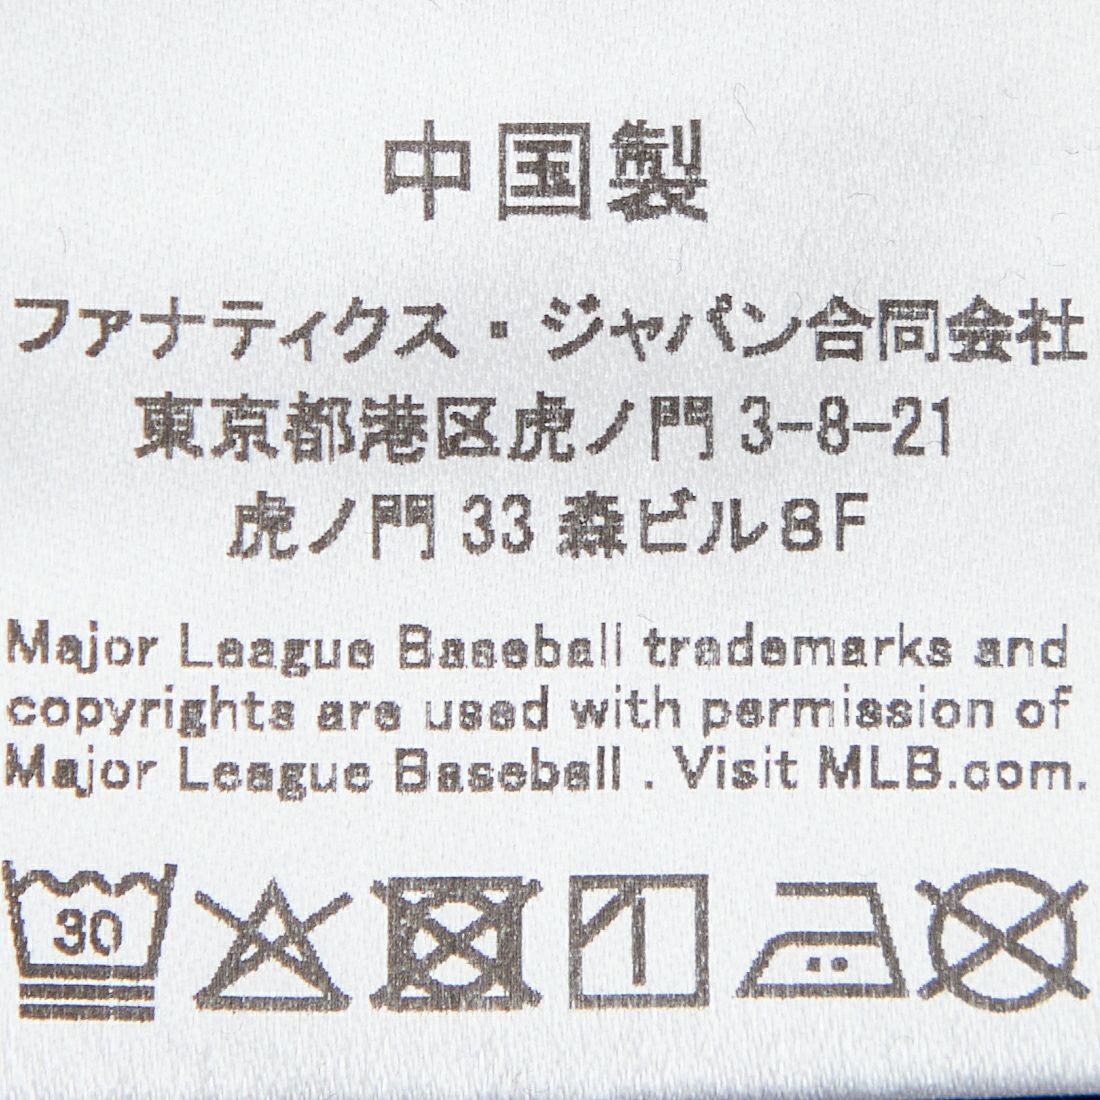 中国製
ファナティクス・ジャパン合同会社
東京都港区虎ノ門 3-8-21
虎ノ門 33 森ビル8F
Major League Baseball trademarks and
copyrights are used with permission of
Major League Baseball . Visit MLB.com.
30